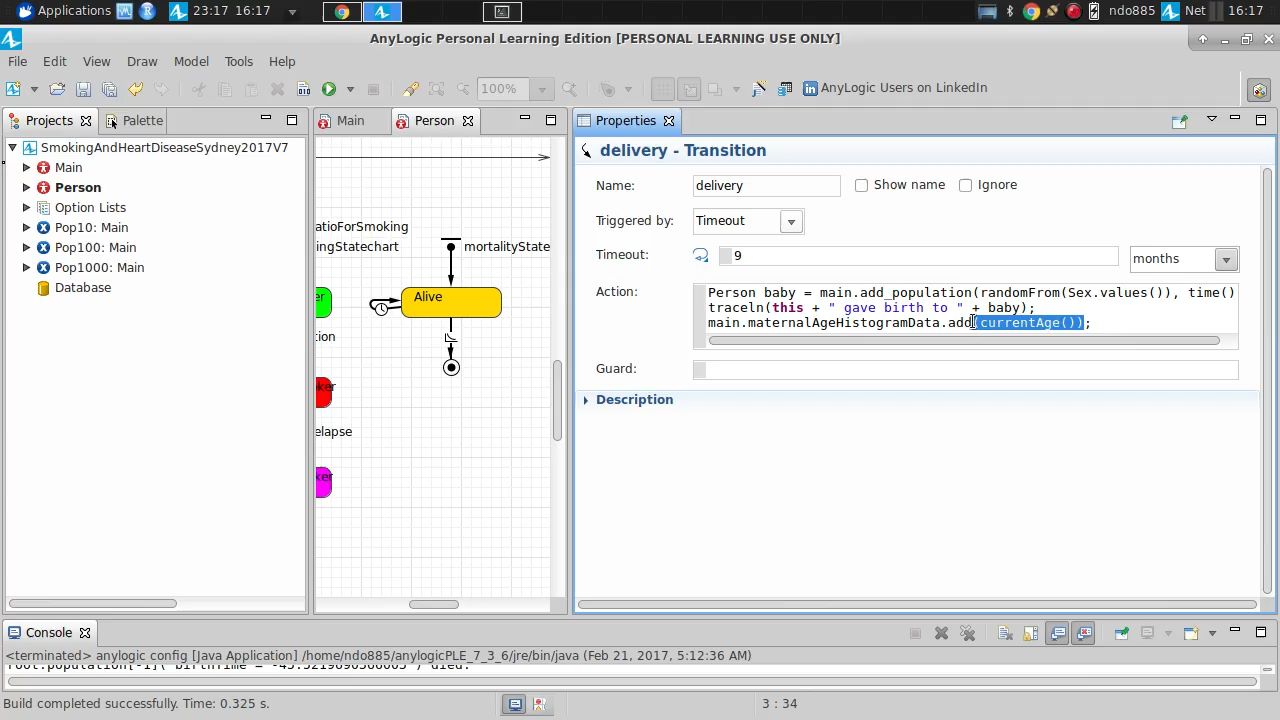 Applications 23:17 16:17 ndo885 Net 16:17
AnyLogic Personal Learning Edition [PERSONAL LEARNING USE ONLY]
File Edit View Draw Model Tools Help
100% AnyLogic Users on LinkedIn
Projects Palette
SmokingAndHeartDiseaseSydney2017V7
Main
Person
Option Lists
Pop10: Main
Pop100: Main
Pop1000: Main
Database
Main Person
atioForSmoking
ingStatechart mortalityState
er Alive
tion
ker
elapse
ker
Properties
delivery - Transition
Name: delivery Show name Ignore
Triggered by: Timeout
Timeout: 9 months
Action: Person baby = main.add_population(randomFrom(Sex.values()), time()
traceln(this + " gave birth to " + baby);
main.maternalAgeHistogramData.add(currentAge());
Guard:
Description
Console
<terminated> anylogic config [Java Application] /home/ndo885/anylogicPLE_7_3_6/jre/bin/java (Feb 21, 2017, 5:12:36 AM)
Build completed successfully. Time: 0.325 s. 3 : 34